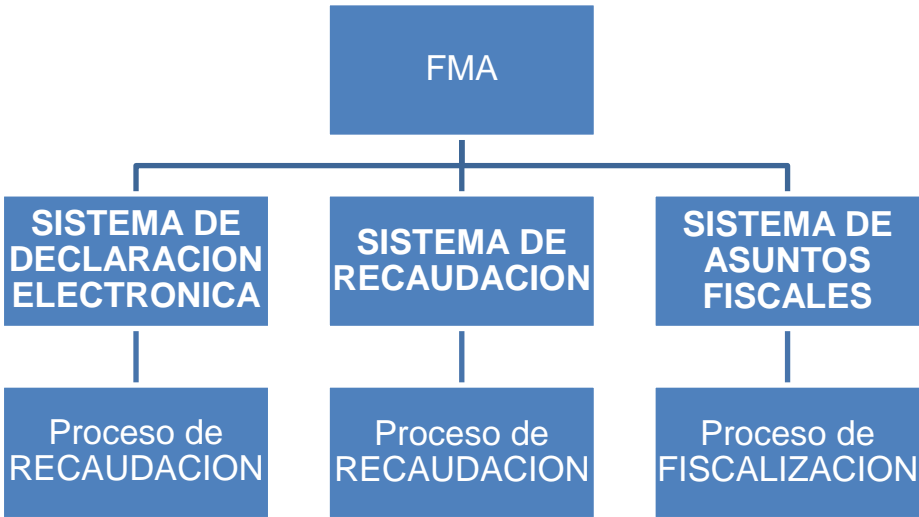 FMA
SISTEMA DE
DECLARACION
ELECTRONICA
SISTEMA DE
RECAUDACION
SISTEMA DE
ASUNTOS
FISCALES
Proceso de
RECAUDACION
Proceso de
RECAUDACION
Proceso de
FISCALIZACION